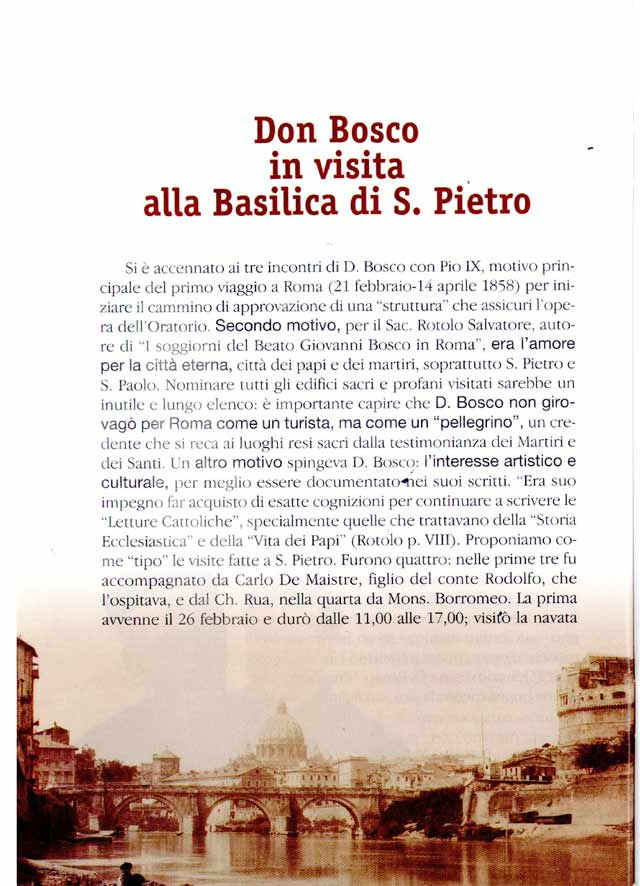 Don Bosco
in visita
alla Basilica di S. Pietro
Si è accennato ai tre incontri di D. Bosco con Pio IX, motivo prin-
cipale del primo viaggio a Roma (21 febbraio-14 aprile 1858) per ini-
ziare il cammino di approvazione di una “struttura” che assicuri l’ope-
ra dell’Oratorio. Secondo motivo, per il Sac. Rotolo Salvatore, auto-
re di “I soggiorni del Beato Giovanni Bosco in Roma”, era l’amore
per la città eterna, città dei papi e dei martiri, soprattutto S. Pietro e
S. Paolo. Nominare tutti gli edifici sacri e profani visitati sarebbe un
inutile e lungo elenco: è importante capire che D. Bosco non giro-
vagò per Roma come un turista, ma come un “pellegrino”, un cre-
dente che si reca ai luoghi resi sacri dalla testimonianza dei Martiri e
dei Santi. Un altro motivo spingeva D. Bosco: l’interesse artistico e
culturale, per meglio essere documentato nei suoi scritti. “Era suo
impegno far acquisto di esatte cognizioni per continuare a scrivere le
“Letture Cattoliche”, specialmente quelle che trattavano della “Storia
Ecclesiastica” e della “Vita dei Papi” (Rotolo p. VIII). Proponiamo co-
me “tipo” le visite fatte a S. Pietro. Furono quattro: nelle prime tre fu
accompagnato da Carlo De Maistre, figlio del conte Rodolfo, che
l’ospitava, e dal Ch. Rua, nella quarta da Mons. Borromeo. La prima
avvenne il 26 febbraio e durò dalle 11,00 alle 17,00; visitò la navata